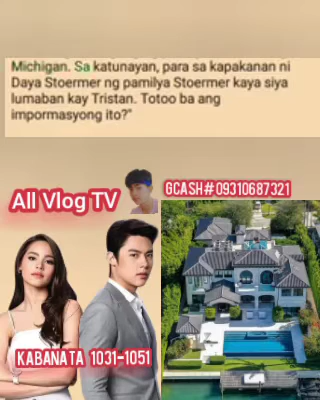 Michigan. Sa katunayan, para sa kapakanan ni
Daya Stoermer ng pamilya Stoermer kaya siya
lumaban kay Tristan. Totoo ba ang
impormasyong ito?"
All Vlog TV
GCASH# 09310687321
KABANATA 1031-1051